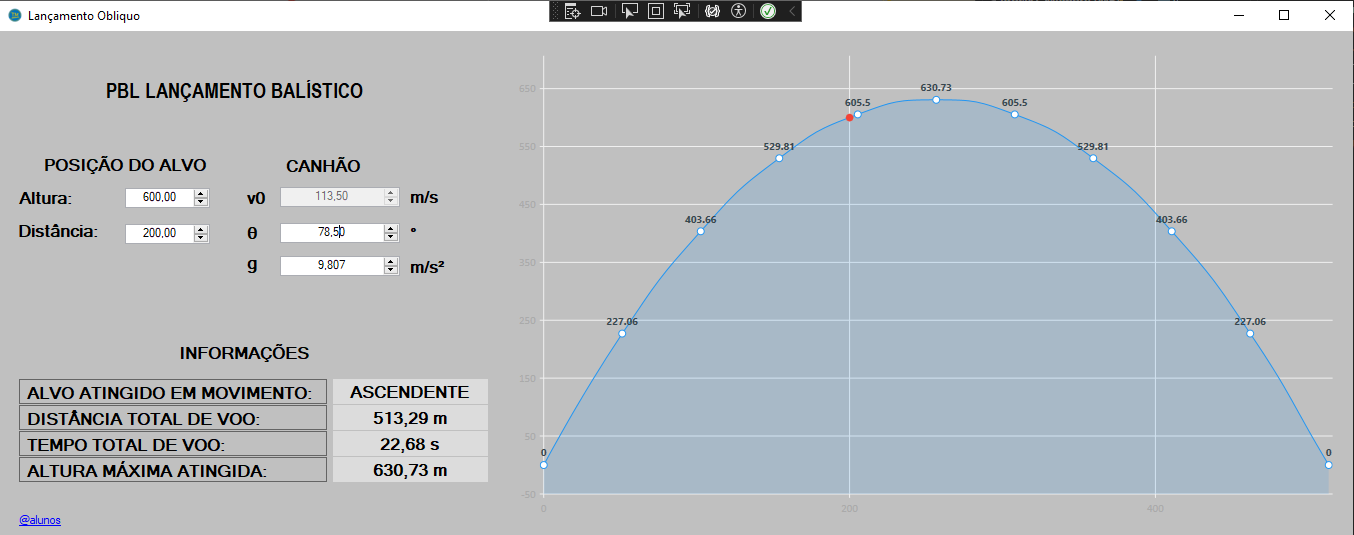 Lançamento Obliquo
PBL LANÇAMENTO BALÍSTICO
POSIÇÃO DO ALVO
Altura: 600,00
Distância: 200,00
CANHÃO
v0 113,50 m/s
θ 78,50 °
g 9,807 m/s²
INFORMAÇÕES
ALVO ATINGIDO EM MOVIMENTO: ASCENDENTE
DISTÂNCIA TOTAL DE VOO: 513,29 m
TEMPO TOTAL DE VOO: 22,68 s
ALTURA MÁXIMA ATINGIDA: 630,73 m
@alunos
650
550
450
350
250
150
50
-50
0
200
400
0
227.06
403.66
529.81
605.5
630.73
605.5
529.81
403.66
227.06
0